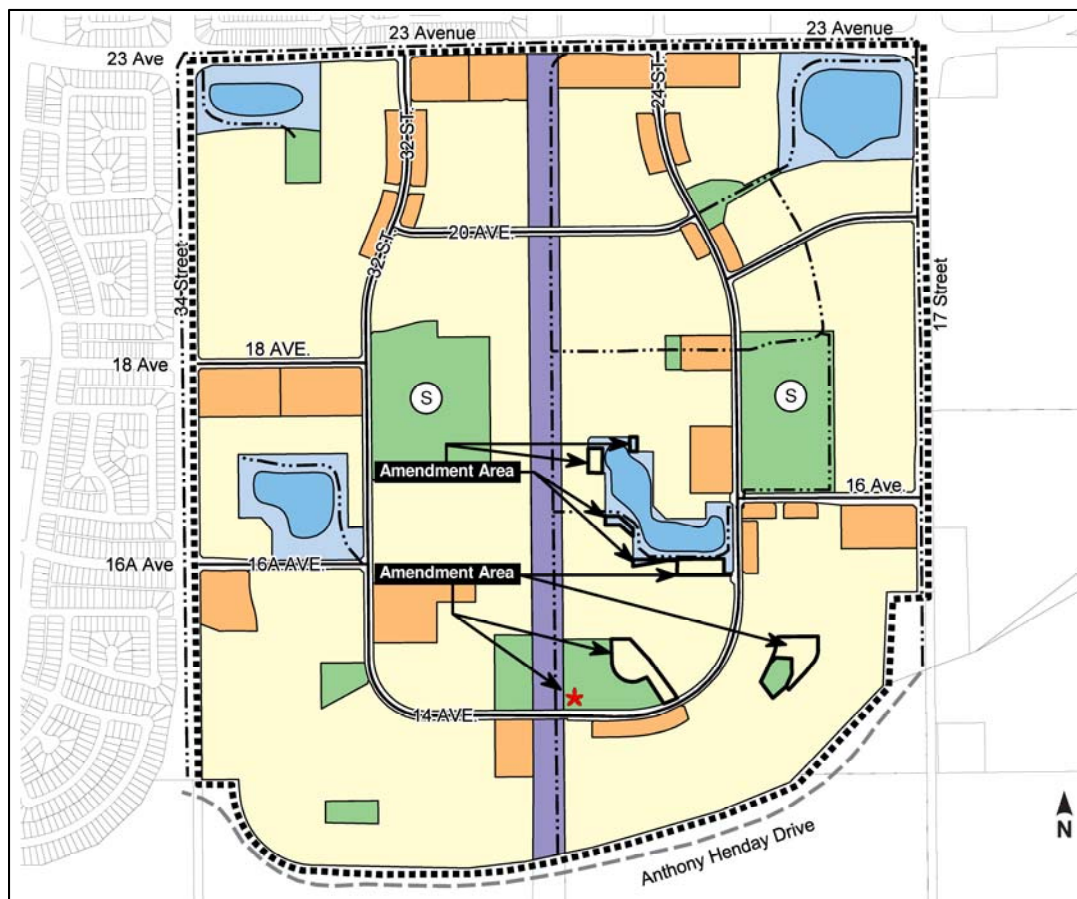 23 Avenue
23 Avenue
23 Ave
32 ST.
24 ST.
34 Street
32 ST.
20 AVE.
17 Street
18 AVE.
18 Ave
S
S
Amendment Area
16 Ave.
16A Ave
16A AVE.
Amendment Area
14 AVE.
Anthony Henday Drive
N